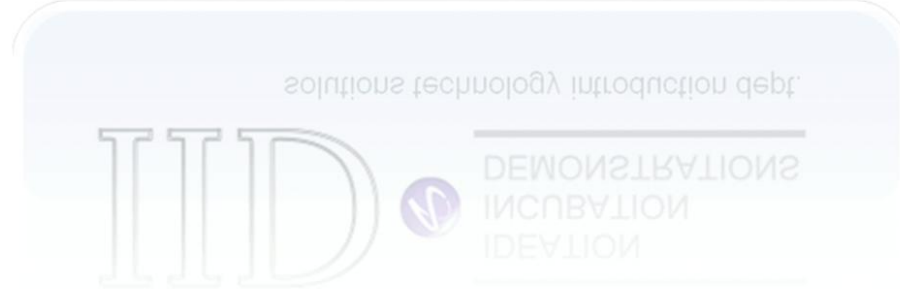 solutions technology introduction dept.
IID
DEMONSTRATIONS
INCUBATION
IDEATION